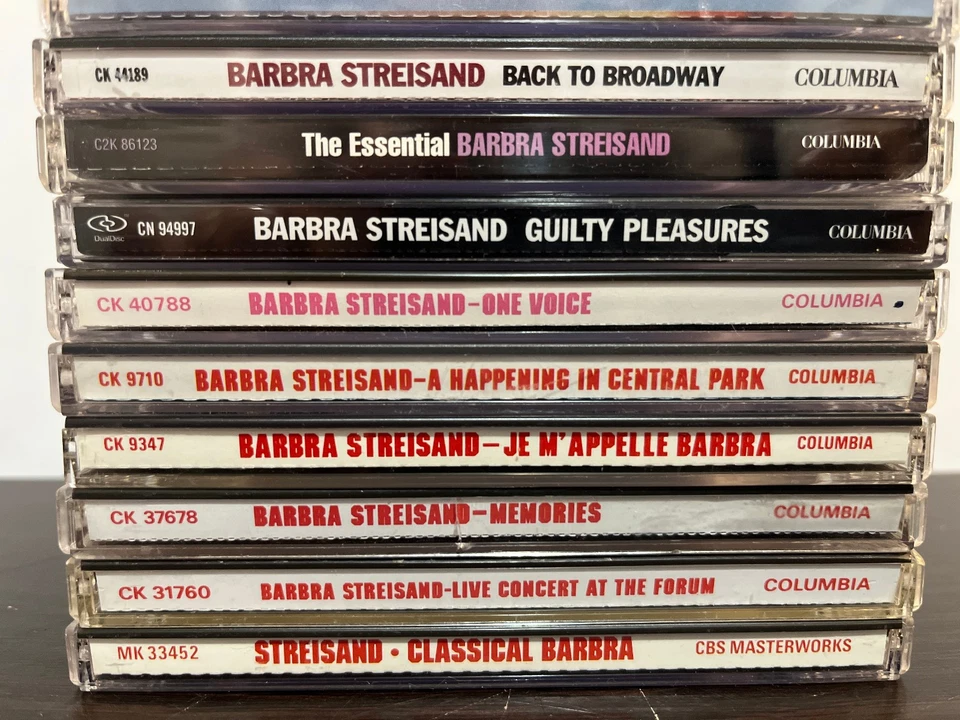 CK 44189 BARBRA STREISAND BACK TO BROADWAY COLUMBIA
C2K 86123 The Essential BARBRA STREISAND COLUMBIA
DualDisc CN 94997 BARBRA STREISAND GUILTY PLEASURES COLUMBIA
CK 40788 BARBRA STREISAND-ONE VOICE COLUMBIA
CK 9710 BARBRA STREISAND-A HAPPENING IN CENTRAL PARK COLUMBIA
CK 9347 BARBRA STREISAND-JE M'APPELLE BARBRA COLUMBIA
CK 37678 BARBRA STREISAND-MEMORIES COLUMBIA
CK 31760 BARBRA STREISAND-LIVE CONCERT AT THE FORUM COLUMBIA
MK 33452 STREISAND • CLASSICAL BARBRA CBS MASTERWORKS